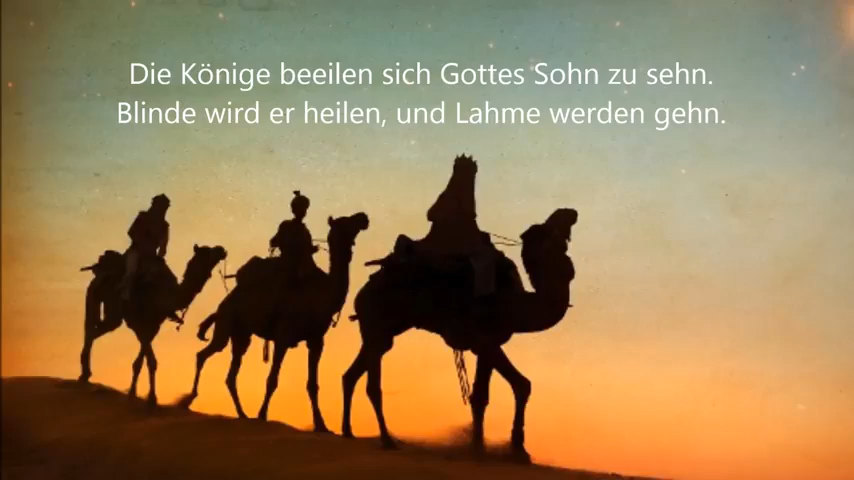 Die Könige beeilen sich Gottes Sohn zu sehn.
Blinde wird er heilen, und Lahme werden gehn.